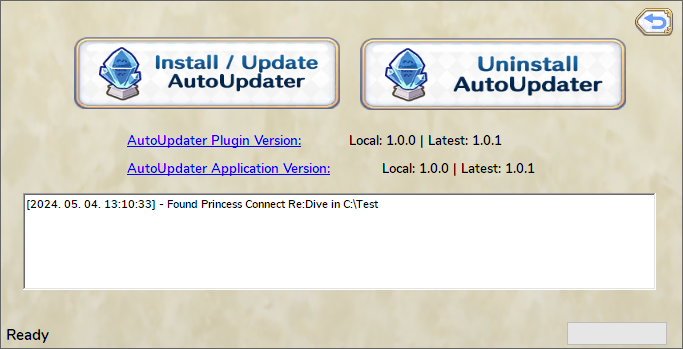 Install / Update
AutoUpdater
Uninstall
AutoUpdater
AutoUpdater Plugin Version: Local: 1.0.0 | Latest: 1.0.1
AutoUpdater Application Version: Local: 1.0.0 | Latest: 1.0.1
[2024. 05. 04. 13:10:33] - Found Princess Connect Re:Dive in C:\Test
Ready